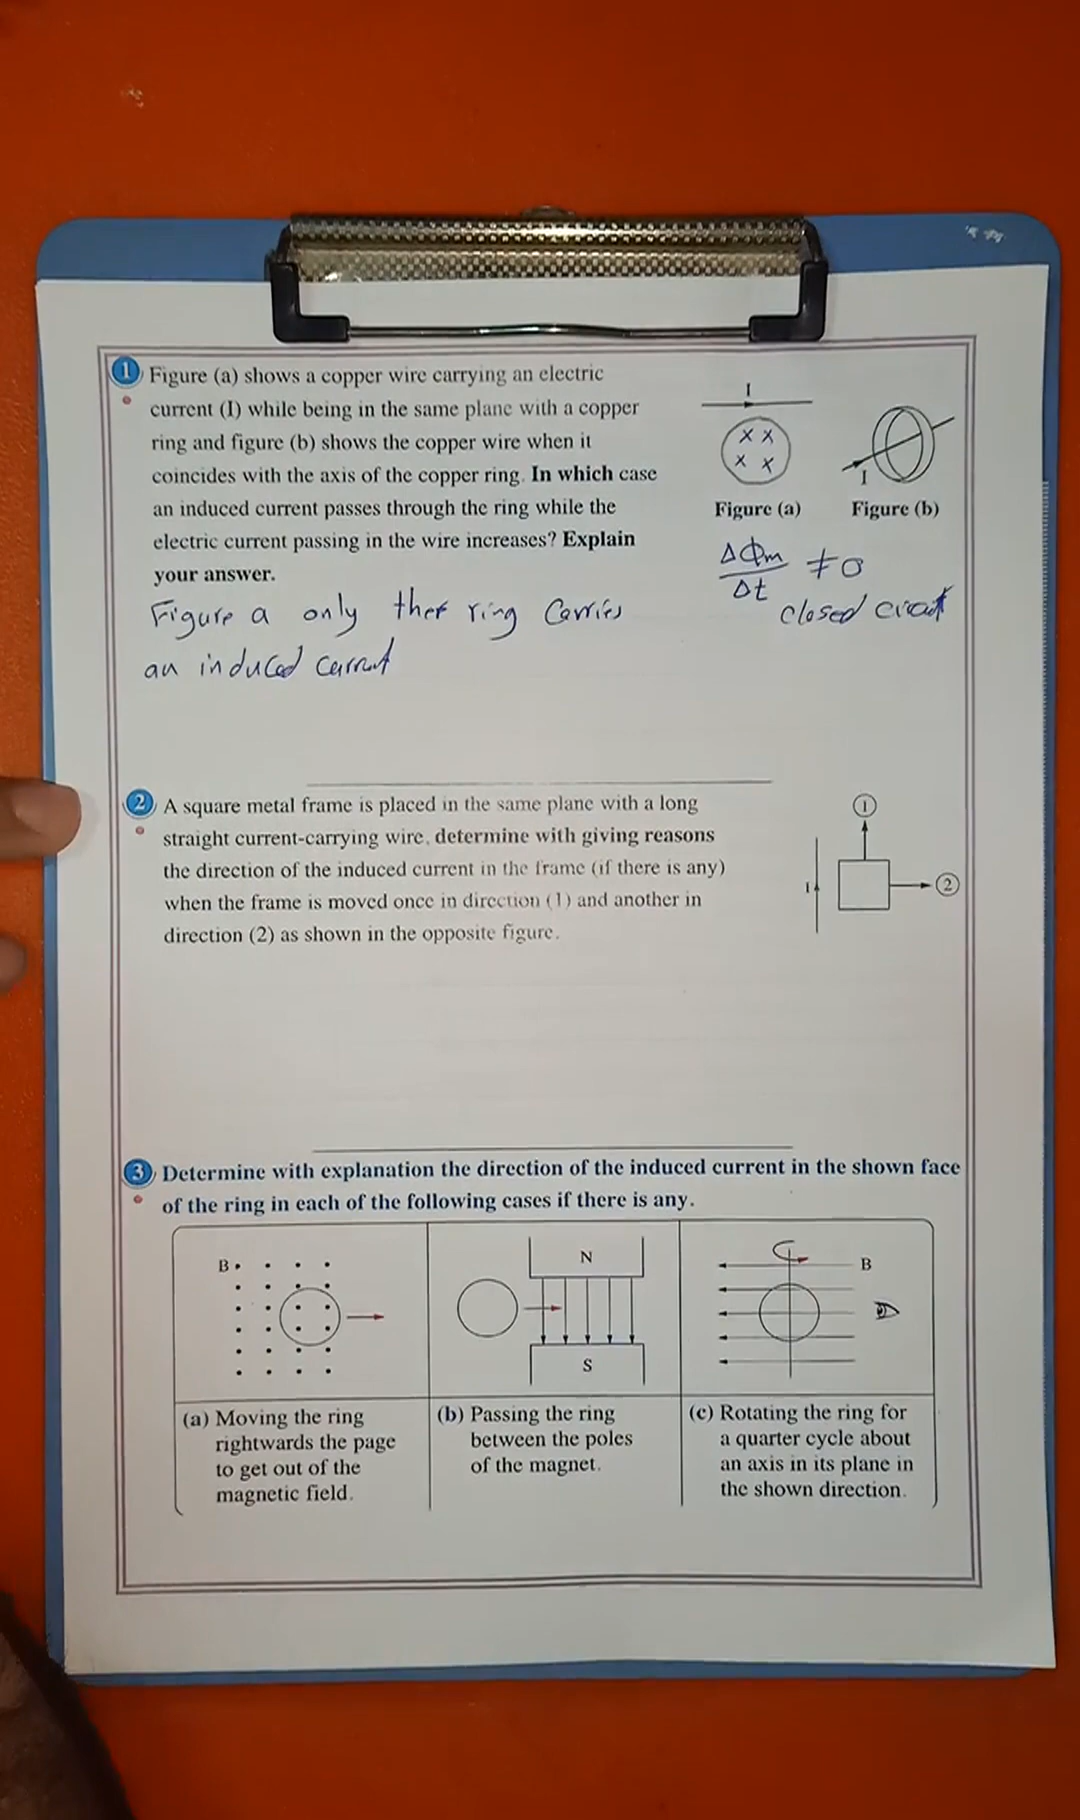 1 Figure (a) shows a copper wire carrying an electric
current (I) while being in the same plane with a copper
ring and figure (b) shows the copper wire when it
coincides with the axis of the copper ring. In which case
an induced current passes through the ring while the
electric current passing in the wire increases? Explain
your answer.
I
x x
x x
I
Figure (a) Figure (b)
ΔΦm/Δt ≠ 0
closed
Figure a only ring Carries
an induced
2 A square metal frame is placed in the same plane with a long
straight current-carrying wire, determine with giving reasons
the direction of the induced current in the frame (if there is any)
when the frame is moved once in direction (1) and another in
direction (2) as shown in the opposite figure.
1
I
2
3 Determine with explanation the direction of the induced current in the shown face
of the ring in each of the following cases if there is any.
B
N
S
B
(a) Moving the ring
rightwards the page
to get out of the
magnetic field.
(b) Passing the ring
between the poles
of the magnet.
(c) Rotating the ring for
a quarter cycle about
an axis in its plane in
the shown direction.